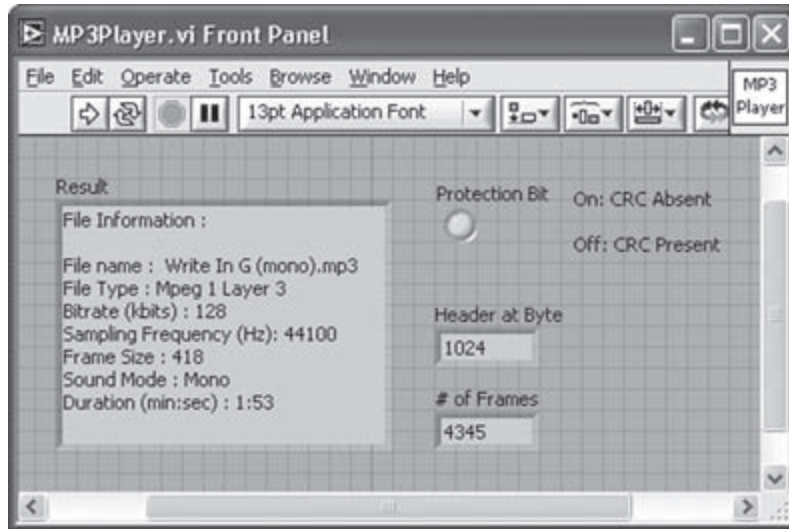 MP3Player.vi Front Panel
File Edit Operate Tools Browse Window Help
MP3
Player
13pt Application Font
Result
File Information :
File name : Write In G (mono).mp3
File Type : Mpeg 1 Layer 3
Bitrate (kbits) : 128
Sampling Frequency (Hz): 44100
Frame Size : 418
Sound Mode : Mono
Duration (min:sec) : 1:53
Protection Bit
On: CRC Absent
Off: CRC Present
Header at Byte
1024
# of Frames
4345